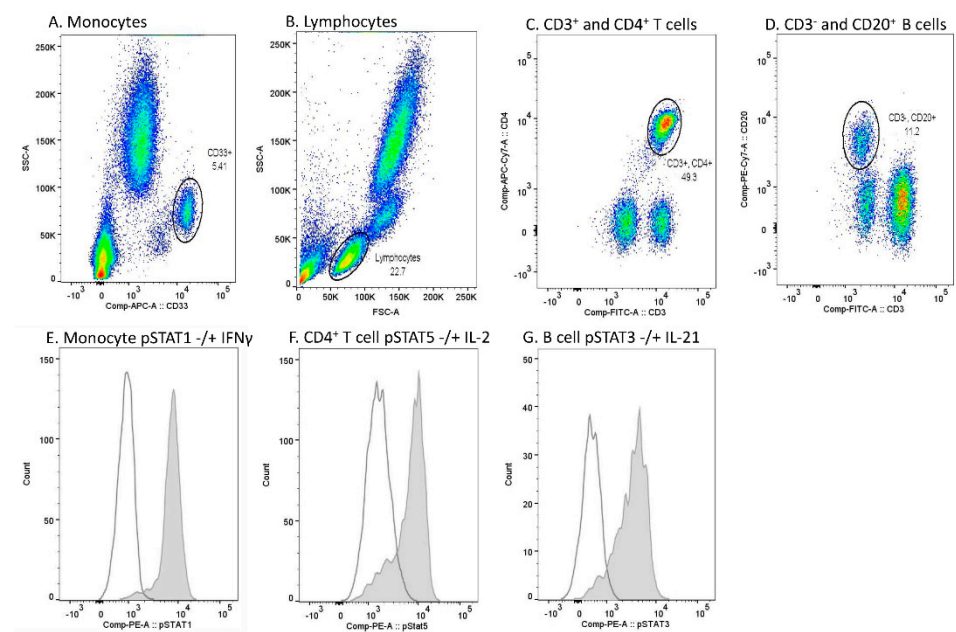 A. Monocytes
B. Lymphocytes
C. CD3+ and CD4+ T cells
D. CD3- and CD20+ B cells
250K
200K
150K
100K
50K
0
SSC-A
CD33+
5.41
-10³ 0 10³ 10⁴ 10⁵
Comp-APC-A :: CD33
250K
200K
150K
100K
50K
0
SSC-A
Lymphocytes
22.7
0 50K 100K 150K 200K 250K
FSC-A
10⁵
10⁴
10³
0
-10³
Comp-APC-Cy7-A :: CD4
CD3+, CD4+
49.3
-10³ 0 10³ 10⁴ 10⁵
Comp-FITC-A :: CD3
10⁵
10⁴
10³
0
-10³
Comp-PE-Cy7-A :: CD20
CD3-, CD20+
11.2
-10³ 0 10³ 10⁴ 10⁵
Comp-FITC-A :: CD3
E. Monocyte pSTAT1 -/+ IFNγ
F. CD4+ T cell pSTAT5 -/+ IL-2
G. B cell pSTAT3 -/+ IL-21
150
100
50
0
Count
-10³ 0 10³ 10⁴ 10⁵
Comp-PE-A :: pSTAT1
150
100
50
0
Count
-10³ 0 10³ 10⁴ 10⁵
Comp-PE-A :: pStat5
50
40
30
20
10
0
Count
-10³ 0 10³ 10⁴ 10⁵
Comp-PE-A :: pSTAT3